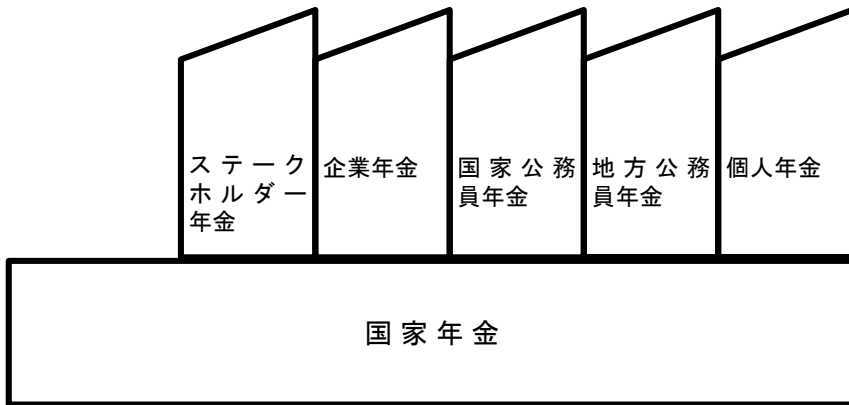 ステーク
ホルダー
年金
企業年金
国家公務
員年金
地方公務
員年金
個人年金
国家年金